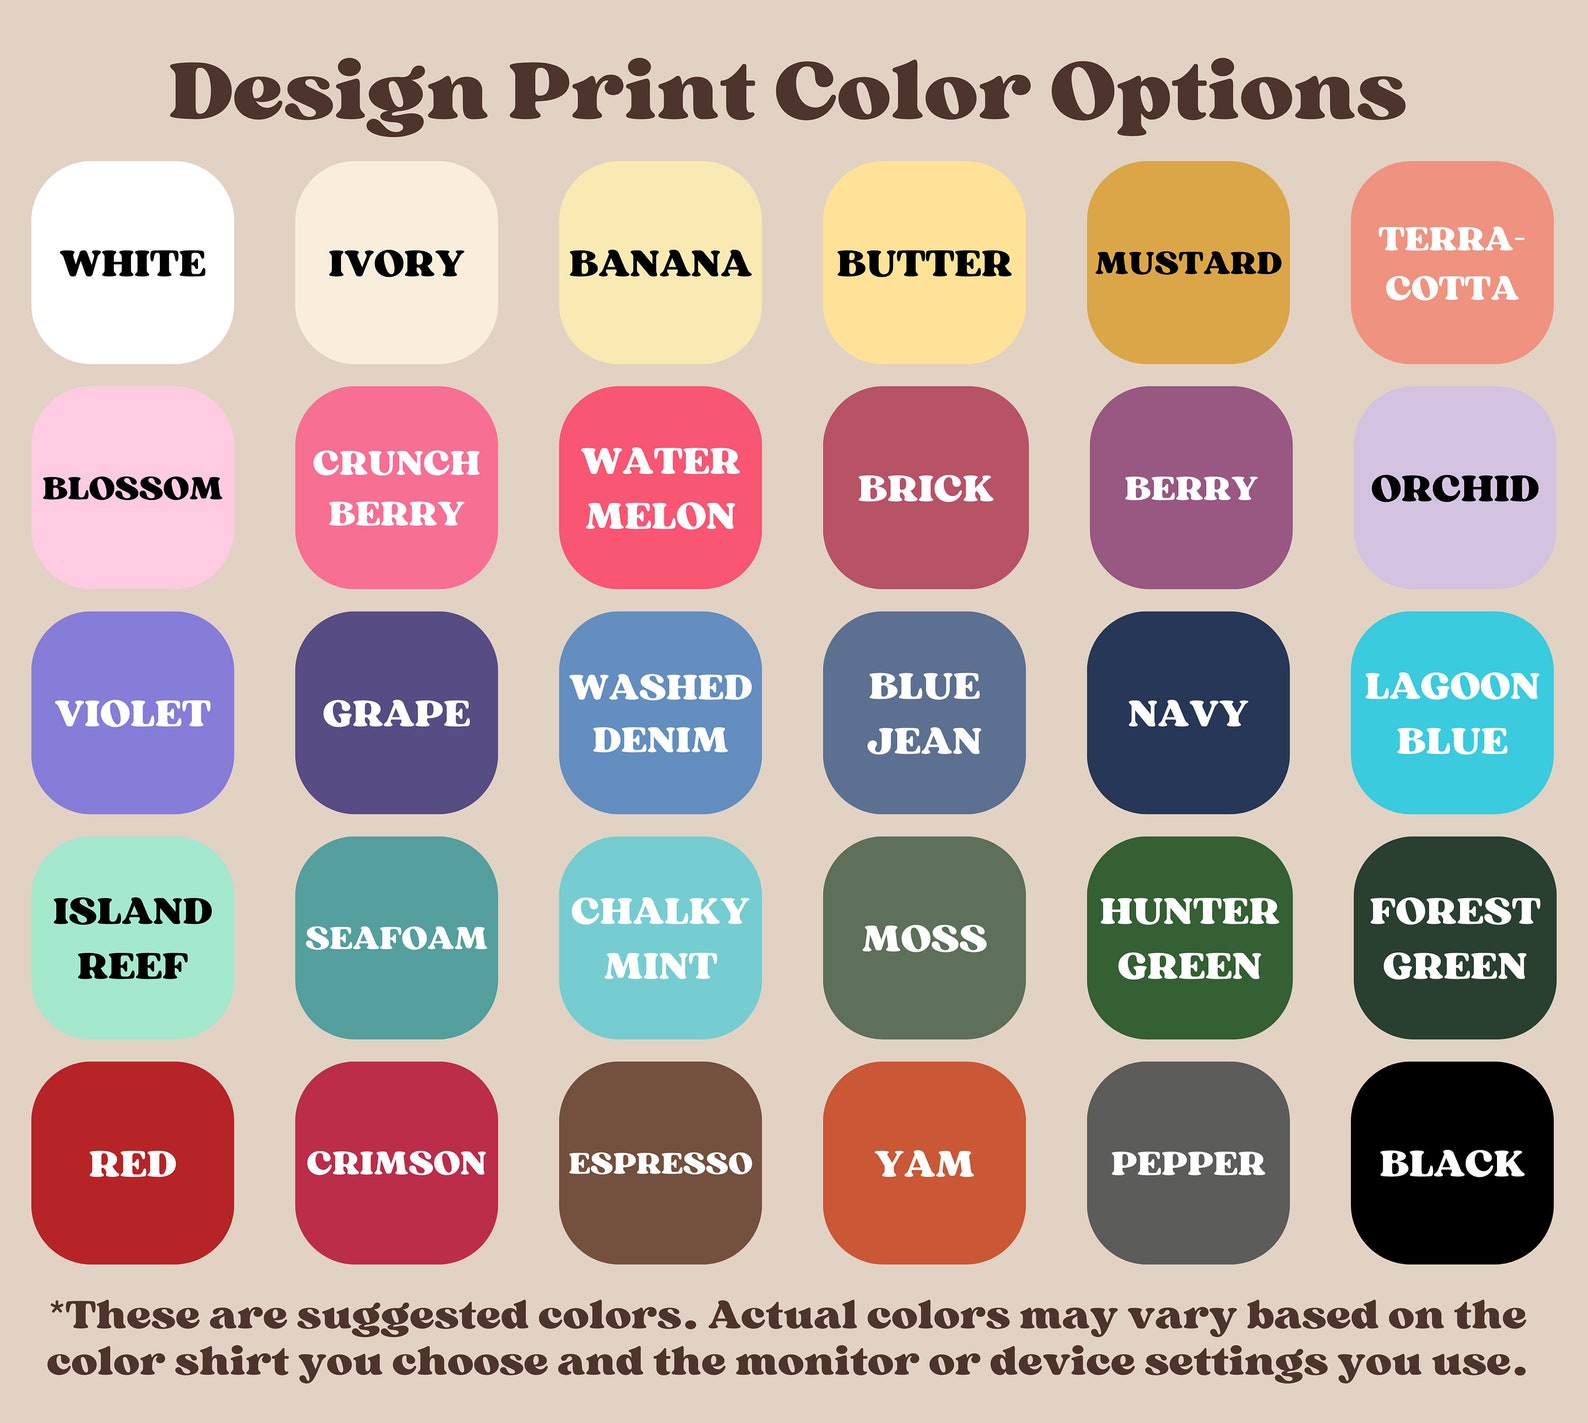 Design Print Color Options
WHITE
IVORY
BANANA
BUTTER
MUSTARD
TERRA-
COTTA
BLOSSOM
CRUNCH
BERRY
WATER
MELON
BRICK
BERRY
ORCHID
VIOLET
GRAPE
WASHED
DENIM
BLUE
JEAN
NAVY
LAGOON
BLUE
ISLAND
REEF
SEAFOAM
CHALKY
MINT
MOSS
HUNTER
GREEN
FOREST
GREEN
RED
CRIMSON
ESPRESSO
YAM
PEPPER
BLACK
*These are suggested colors. Actual colors may vary based on the
color shirt you choose and the monitor or device settings you use.